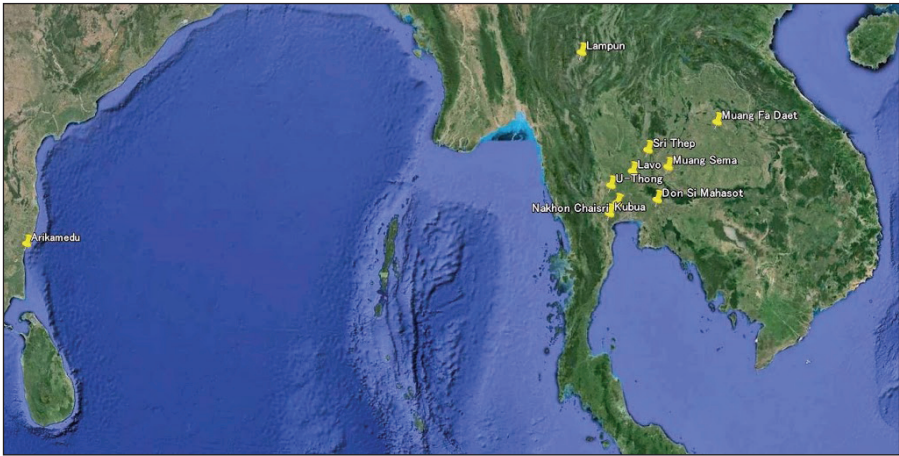 Lampun
Muang Fa Daet
Sri Thep
Muang Sema
Lavo
U-Thong
Don Si Mahasot
Nakhon Chaisri
Kubua
Arikamedu